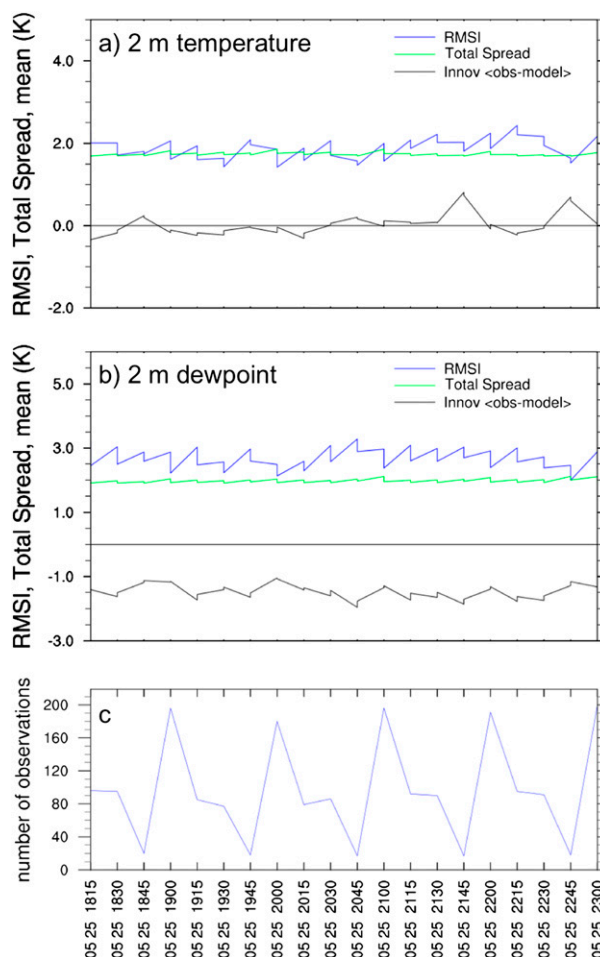 a) 2 m temperature
RMSI
Total Spread
Innov <obs-model>
RMSI, Total Spread, mean (K)
4.0
2.0
0.0
-2.0
b) 2 m dewpoint
RMSI
Total Spread
Innov <obs-model>
RMSI, Total Spread, mean (K)
5.0
3.0
1.0
-1.0
-3.0
c
number of observations
200
160
120
80
40
0
05 25 1815
05 25 1830
05 25 1845
05 25 1900
05 25 1915
05 25 1930
05 25 1945
05 25 2000
05 25 2015
05 25 2030
05 25 2045
05 25 2100
05 25 2115
05 25 2130
05 25 2145
05 25 2200
05 25 2215
05 25 2230
05 25 2245
05 25 2300